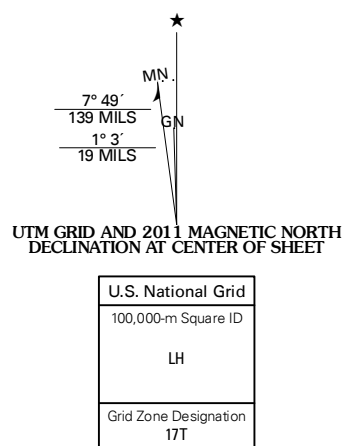 MN
7° 49´
139 MILS
GN
1° 3´
19 MILS
UTM GRID AND 2011 MAGNETIC NORTH
DECLINATION AT CENTER OF SHEET
U.S. National Grid
100,000-m Square ID
LH
Grid Zone Designation
17T